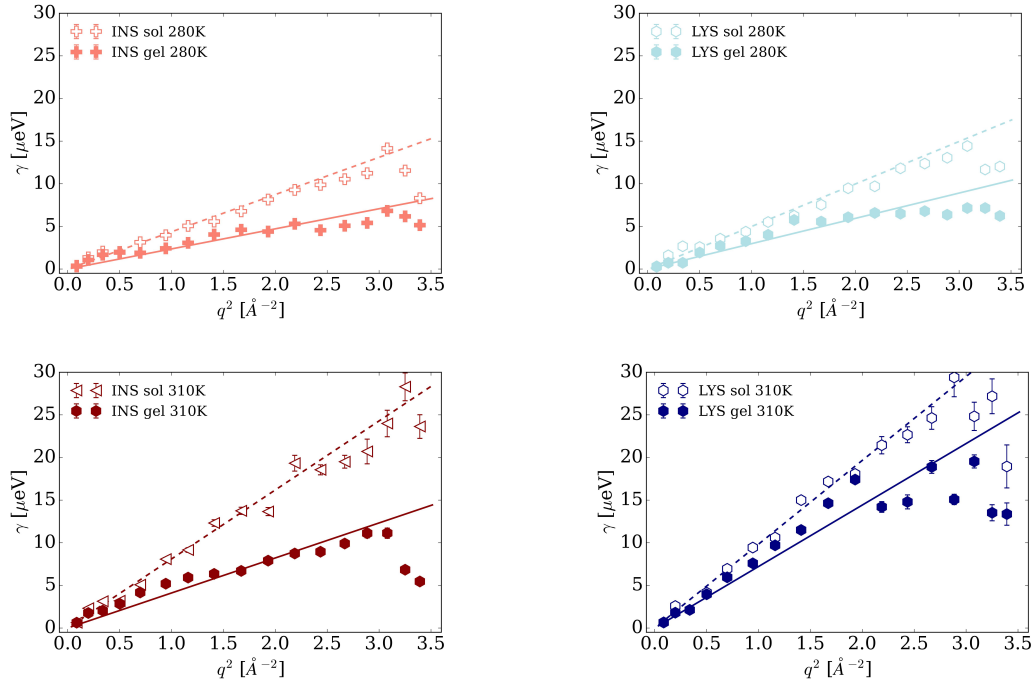 30
25
20
15
10
5
0
γ [μeV]
INS sol 280K
INS gel 280K
0.0 0.5 1.0 1.5 2.0 2.5 3.0 3.5
q² [Å⁻²]
30
25
20
15
10
5
0
γ [μeV]
LYS sol 280K
LYS gel 280K
0.0 0.5 1.0 1.5 2.0 2.5 3.0 3.5
q² [Å⁻²]
30
25
20
15
10
5
0
γ [μeV]
INS sol 310K
INS gel 310K
0.0 0.5 1.0 1.5 2.0 2.5 3.0 3.5
q² [Å⁻²]
30
25
20
15
10
5
0
γ [μeV]
LYS sol 310K
LYS gel 310K
0.0 0.5 1.0 1.5 2.0 2.5 3.0 3.5
q² [Å⁻²]